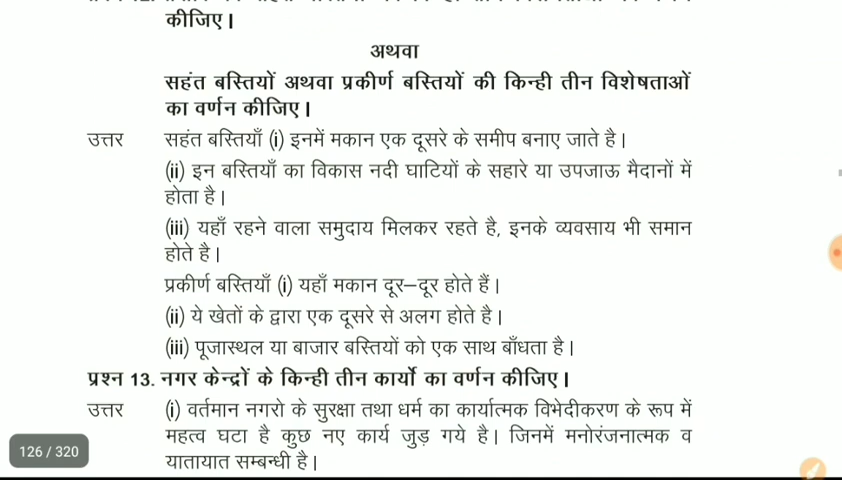 कीजिए।
अथवा
सहंत बस्तियों अथवा प्रकीर्ण बस्तियों की किन्ही तीन विशेषताओं
का वर्णन कीजिए।
उत्तर सहंत बस्तियाँ (i) इनमें मकान एक दूसरे के समीप बनाए जाते है।
(ii) इन बस्तियाँ का विकास नदी घाटियों के सहारे या उपजाऊ मैदानों में
होता है।
(iii) यहाँ रहने वाला समुदाय मिलकर रहते है, इनके व्यवसाय भी समान
होते है।
प्रकीर्ण बस्तियाँ (i) यहाँ मकान दूर–दूर होते हैं।
(ii) ये खेतों के द्वारा एक दूसरे से अलग होते है।
(iii) पूजास्थल या बाजार बस्तियों को एक साथ बाँधता है।
प्रश्न 13. नगर केन्द्रों के किन्ही तीन कार्यो का वर्णन कीजिए।
उत्तर (i) वर्तमान नगरो के सुरक्षा तथा धर्म का कार्यात्मक विभेदीकरण के रूप में
महत्व घटा है कुछ नए कार्य जुड़ गये है। जिनमें मनोरंजनात्मक व
यातायात सम्बन्धी है।
126 / 320